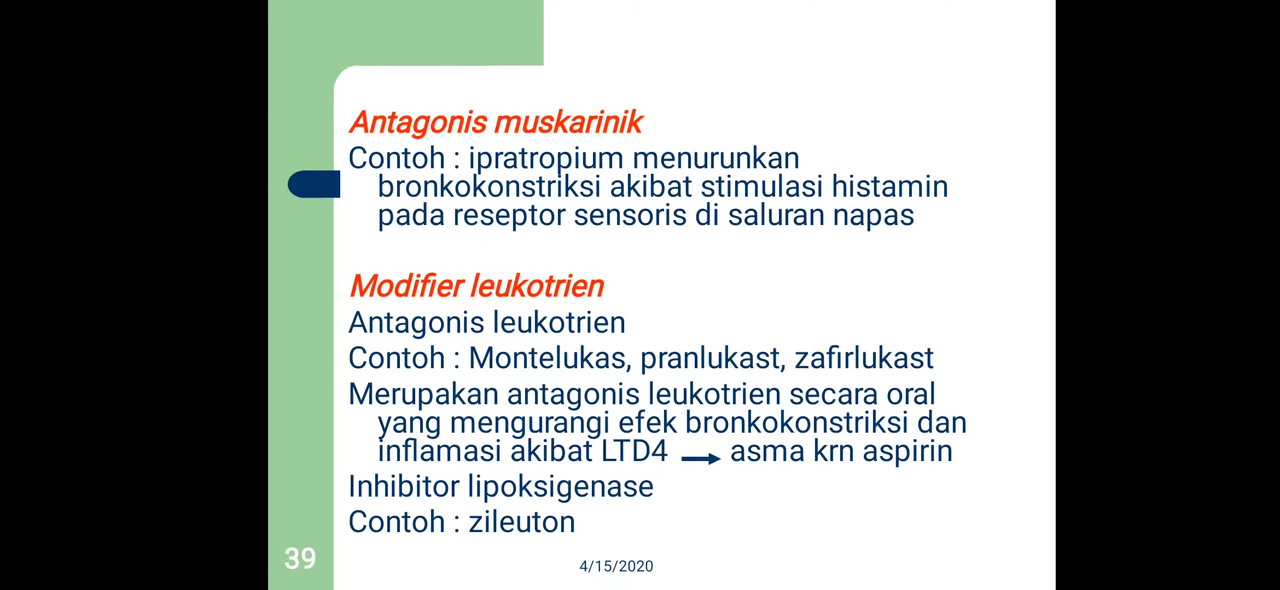 Antagonis muskarinik
Contoh : ipratropium menurunkan
bronkokonstriksi akibat stimulasi histamin
pada reseptor sensoris di saluran napas
Modifier leukotrien
Antagonis leukotrien
Contoh : Montelukas, pranlukast, zafirlukast
Merupakan antagonis leukotrien secara oral
yang mengurangi efek bronkokonstriksi dan
inflamasi akibat LTD4 → asma krn aspirin
Inhibitor lipoksigenase
Contoh : zileuton
39
4/15/2020